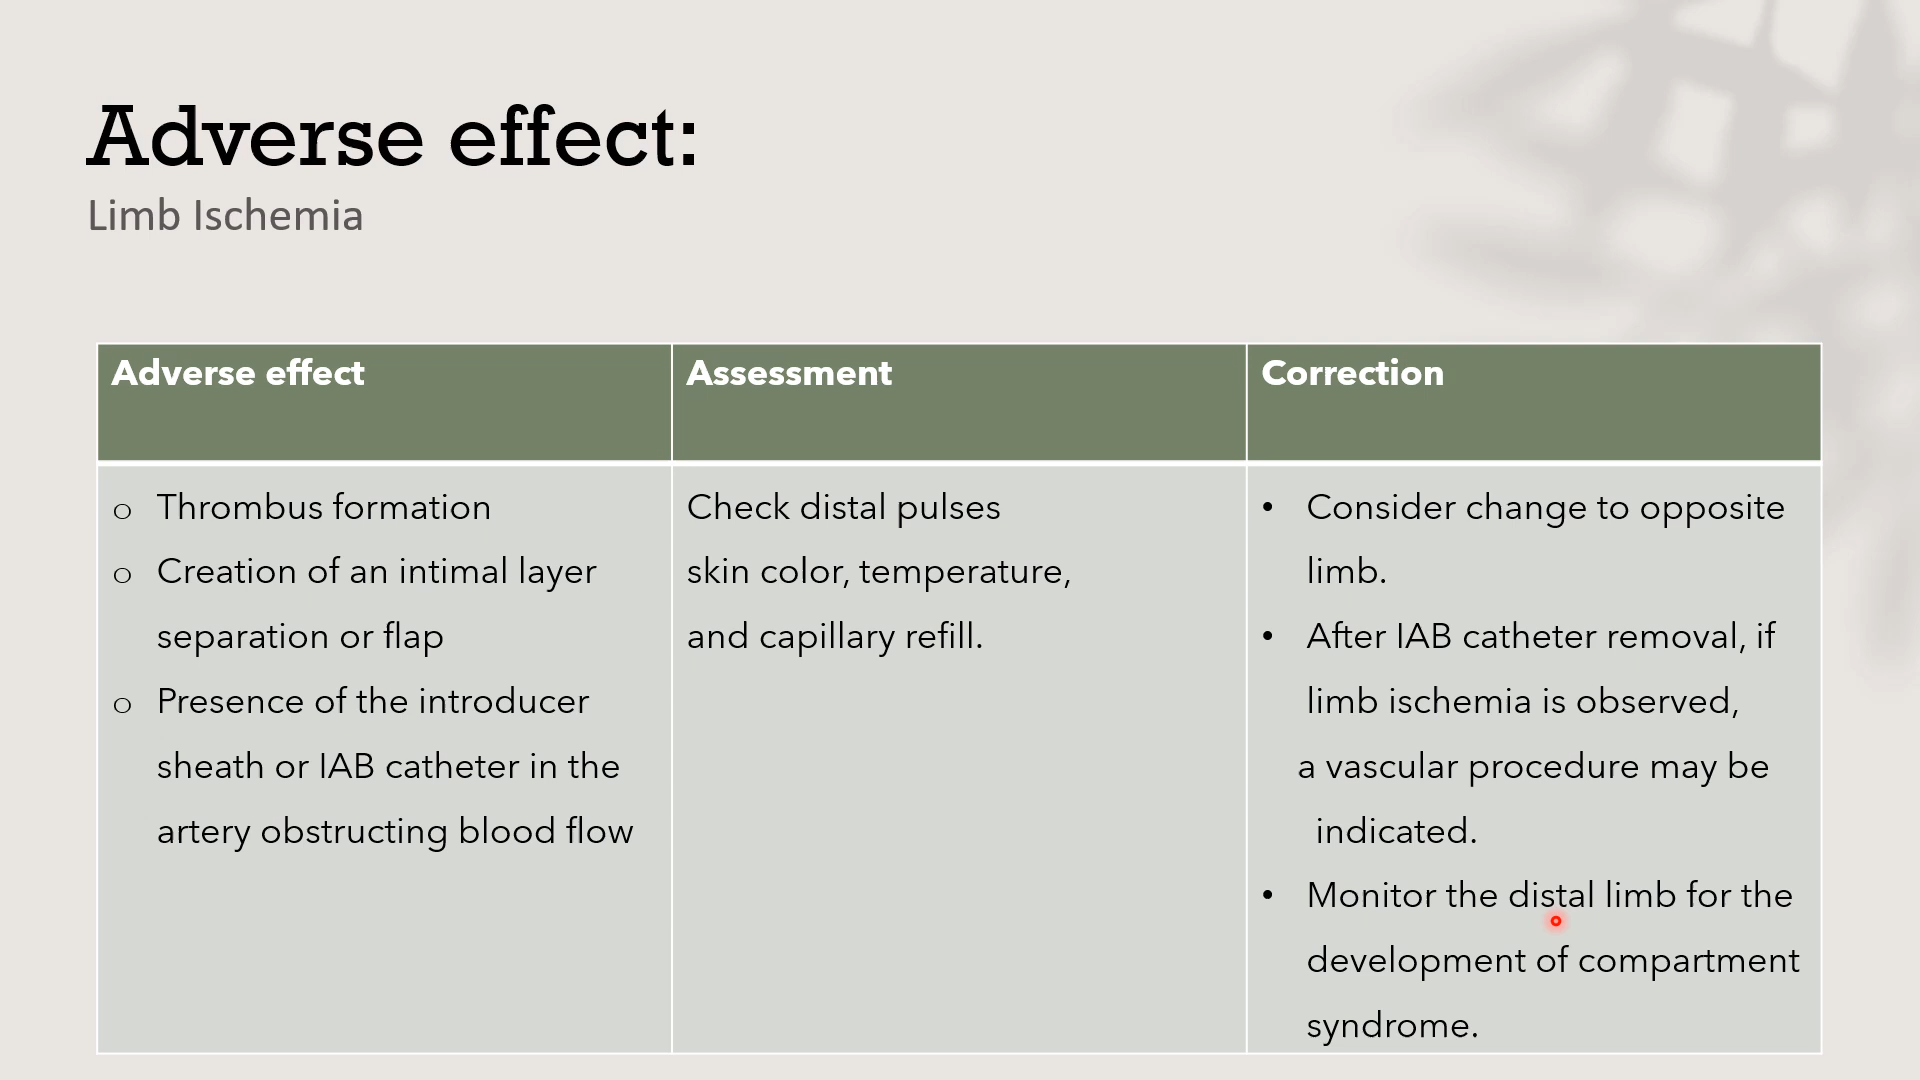 Adverse effect:
Limb Ischemia
Adverse effect
Assessment
Correction
o Thrombus formation
o Creation of an intimal layer
separation or flap
o Presence of the introducer
sheath or IAB catheter in the
artery obstructing blood flow
Check distal pulses
skin color, temperature,
and capillary refill.
• Consider change to opposite
limb.
• After IAB catheter removal, if
limb ischemia is observed,
a vascular procedure may be
indicated.
• Monitor the distal limb for the
development of compartment
syndrome.